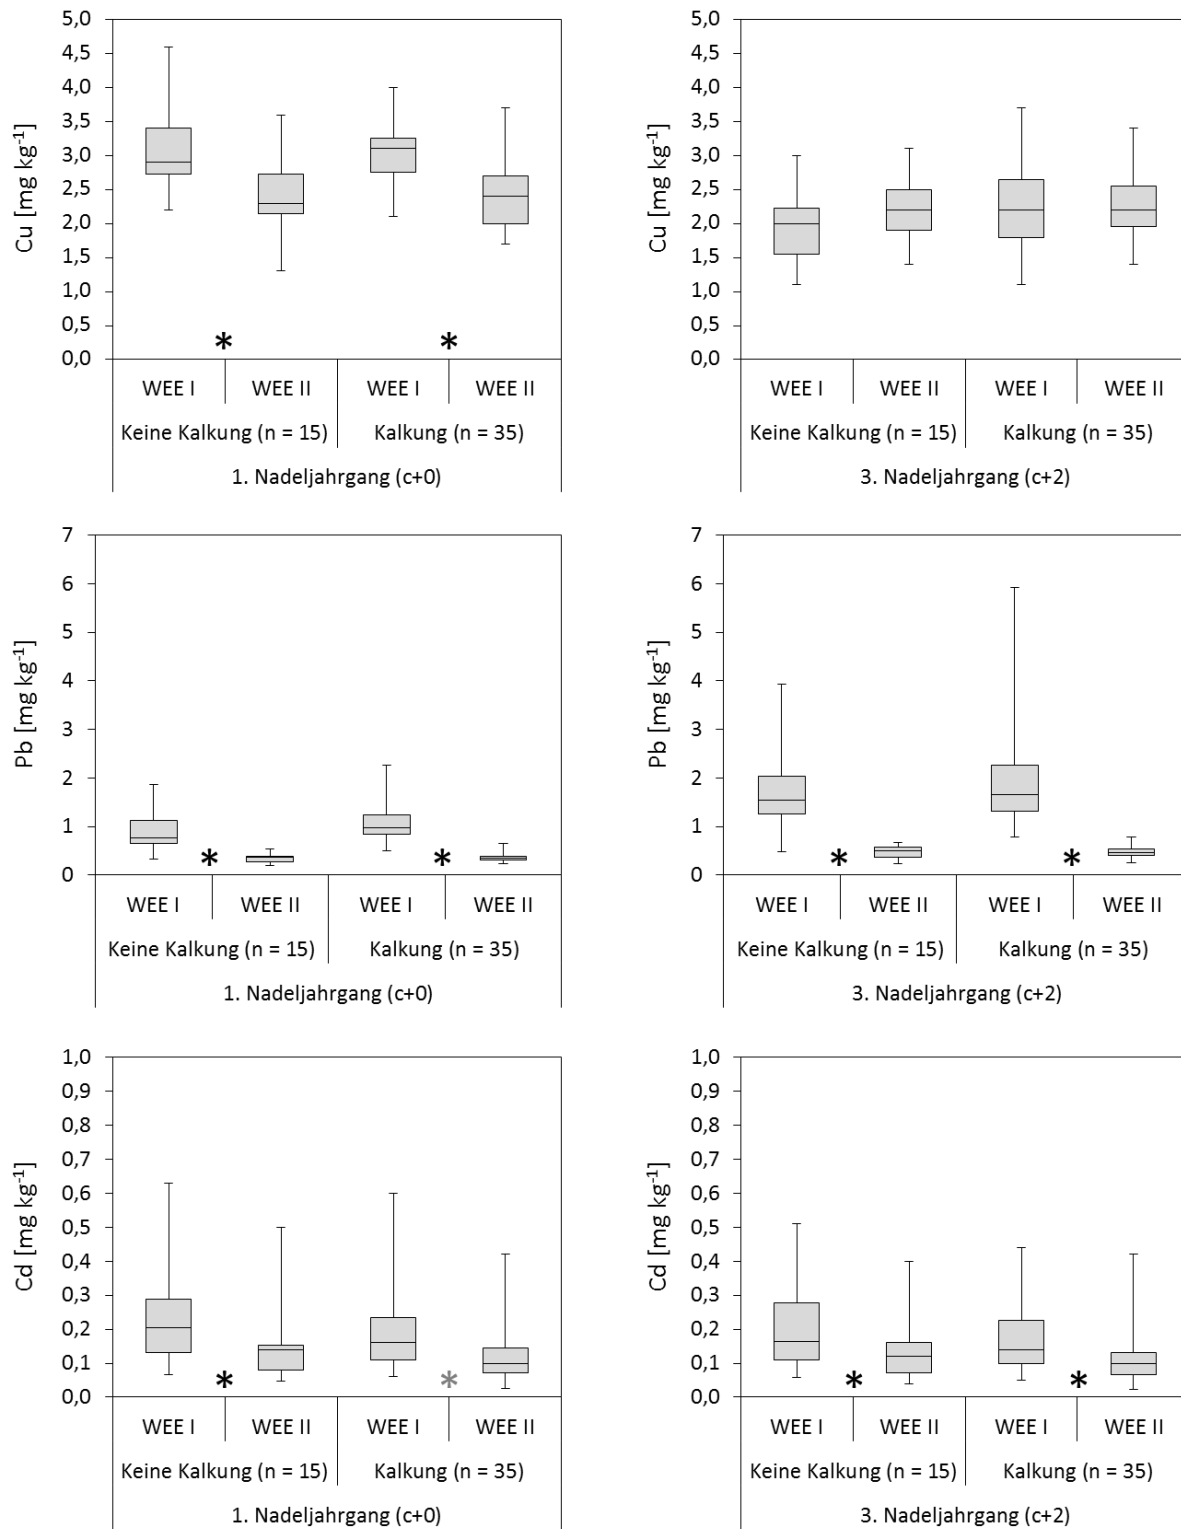 Cu [mg kg⁻¹]
5,0
4,5
4,0
3,5
3,0
2,5
2,0
1,5
1,0
0,5
0,0
* *
WEE I WEE II WEE I WEE II
Keine Kalkung (n = 15) Kalkung (n = 35)
1. Nadeljahrgang (c+0)
Cu [mg kg⁻¹]
5,0
4,5
4,0
3,5
3,0
2,5
2,0
1,5
1,0
0,5
0,0
WEE I WEE II WEE I WEE II
Keine Kalkung (n = 15) Kalkung (n = 35)
3. Nadeljahrgang (c+2)
Pb [mg kg⁻¹]
7
6
5
4
3
2
1
0
* *
WEE I WEE II WEE I WEE II
Keine Kalkung (n = 15) Kalkung (n = 35)
1. Nadeljahrgang (c+0)
Pb [mg kg⁻¹]
7
6
5
4
3
2
1
0
* *
WEE I WEE II WEE I WEE II
Keine Kalkung (n = 15) Kalkung (n = 35)
3. Nadeljahrgang (c+2)
Cd [mg kg⁻¹]
1,0
0,9
0,8
0,7
0,6
0,5
0,4
0,3
0,2
0,1
0,0
* *
WEE I WEE II WEE I WEE II
Keine Kalkung (n = 15) Kalkung (n = 35)
1. Nadeljahrgang (c+0)
Cd [mg kg⁻¹]
1,0
0,9
0,8
0,7
0,6
0,5
0,4
0,3
0,2
0,1
0,0
* *
WEE I WEE II WEE I WEE II
Keine Kalkung (n = 15) Kalkung (n = 35)
3. Nadeljahrgang (c+2)